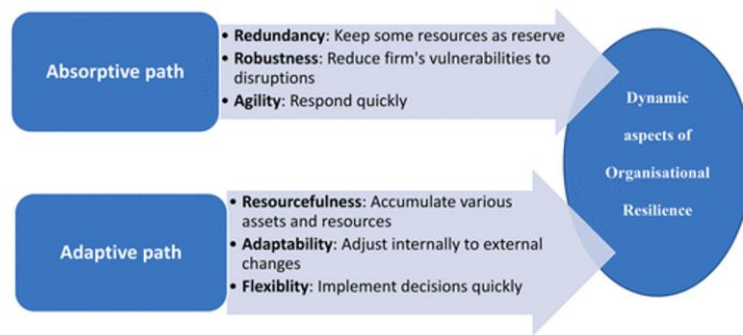 Absorptive path
• Redundancy: Keep some resources as reserve
• Robustness: Reduce firm's vulnerabilities to
disruptions
• Agility: Respond quickly
Dynamic
aspects of
Organisational
Resilience
Adaptive path
• Resourcefulness: Accumulate various
assets and resources
• Adaptability: Adjust internally to external
changes
• Flexiblity: Implement decisions quickly